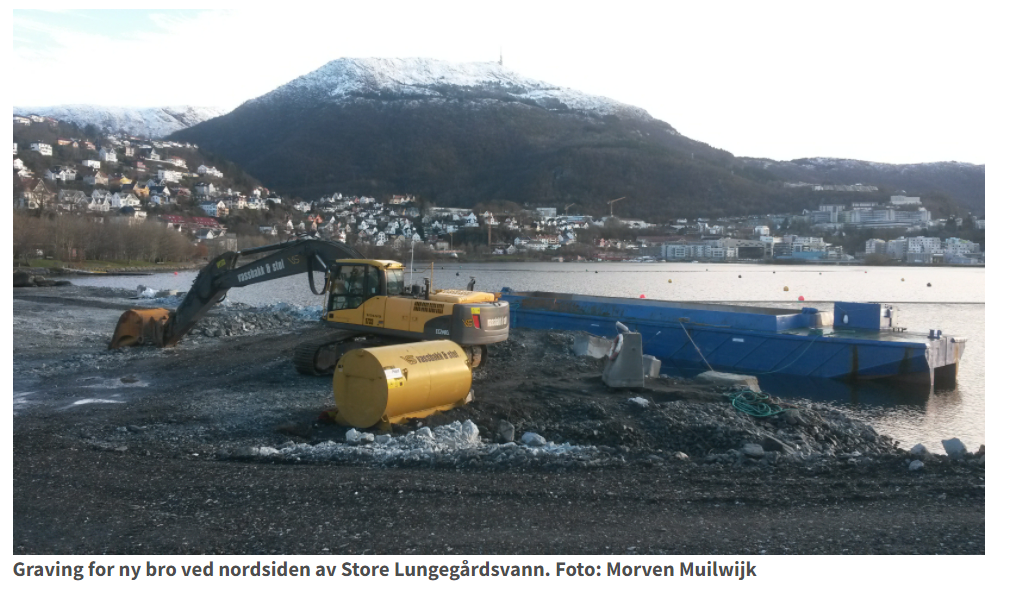 vassbakk & stol
vassbakk & stol
Graving for ny bro ved nordsiden av Store Lungegårdsvann. Foto: Morven Muilwijk